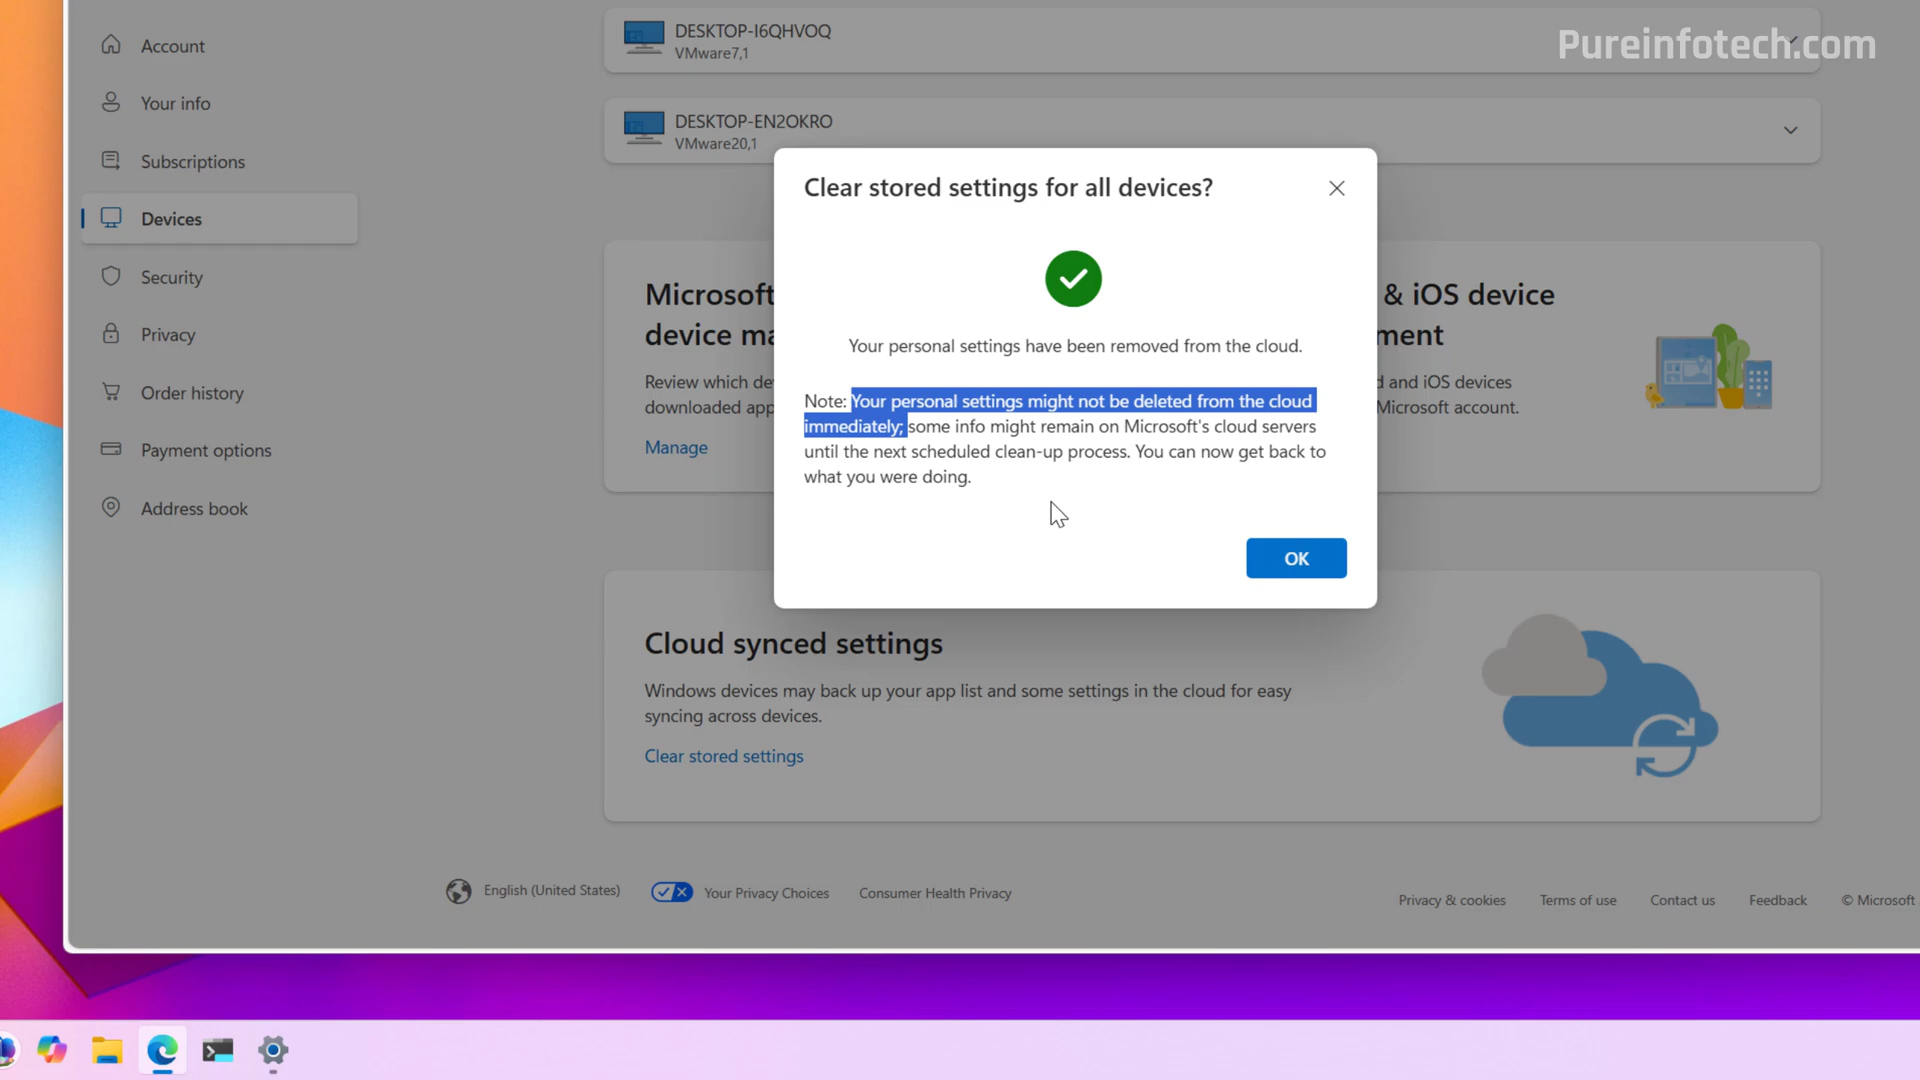 Pureinfotech.com
Account
Your info
Subscriptions
Devices
Security
Privacy
Order history
Payment options
Address book
DESKTOP-I6QHVOQ
VMware7,1
DESKTOP-EN2OKRO
VMware20,1
Clear stored settings for all devices?
Your personal settings have been removed from the cloud.
Note: Your personal settings might not be deleted from the cloud
immediately; some info might remain on Microsoft's cloud servers
until the next scheduled clean-up process. You can now get back to
what you were doing.
OK
Microsoft
device ma
Review which de
downloaded app
Manage
& iOS device
ment
d and iOS devices
Microsoft account.
Cloud synced settings
Windows devices may back up your app list and some settings in the cloud for easy
syncing across devices.
Clear stored settings
English (United States)
Your Privacy Choices
Consumer Health Privacy
Privacy & cookies
Terms of use
Contact us
Feedback
© Microsoft